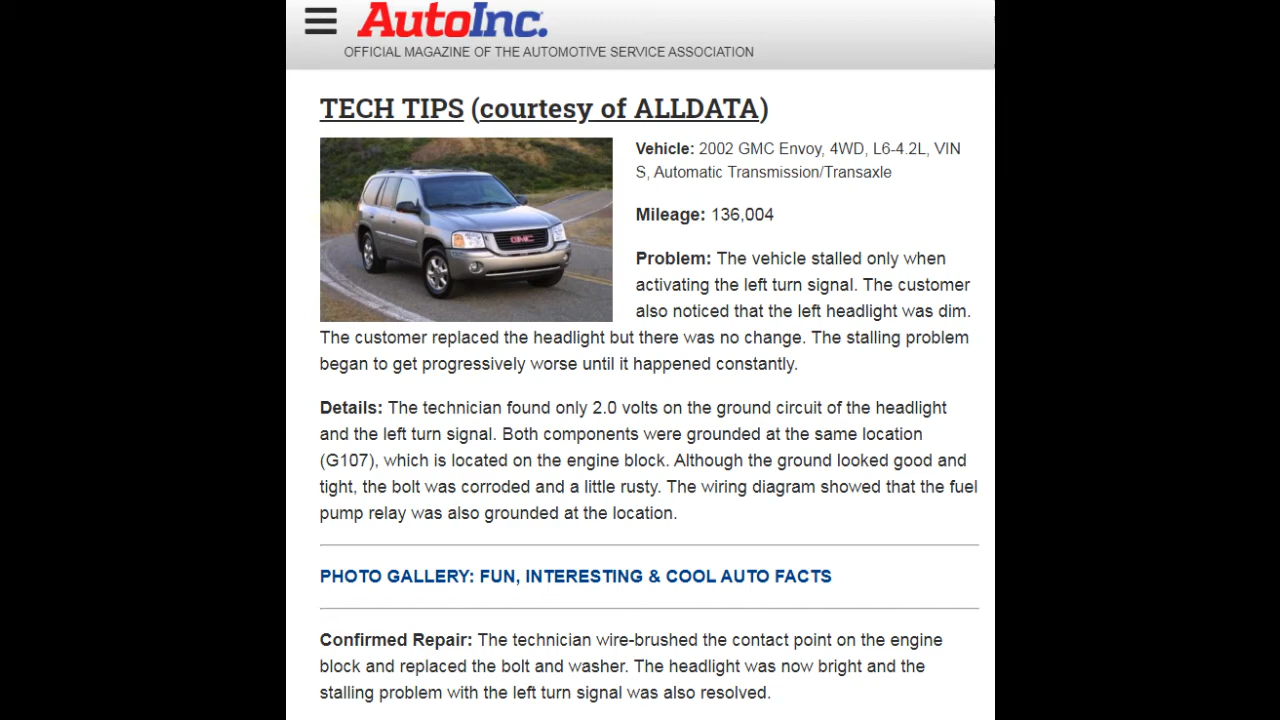 AutoInc.
OFFICIAL MAGAZINE OF THE AUTOMOTIVE SERVICE ASSOCIATION
TECH TIPS (courtesy of ALLDATA)
Vehicle: 2002 GMC Envoy, 4WD, L6-4.2L, VIN
S, Automatic Transmission/Transaxle
Mileage: 136,004
Problem: The vehicle stalled only when
activating the left turn signal. The customer
also noticed that the left headlight was dim.
The customer replaced the headlight but there was no change. The stalling problem
began to get progressively worse until it happened constantly.
GMC
Details: The technician found only 2.0 volts on the ground circuit of the headlight
and the left turn signal. Both components were grounded at the same location
(G107), which is located on the engine block. Although the ground looked good and
tight, the bolt was corroded and a little rusty. The wiring diagram showed that the fuel
pump relay was also grounded at the location.
PHOTO GALLERY: FUN, INTERESTING & COOL AUTO FACTS
Confirmed Repair: The technician wire-brushed the contact point on the engine
block and replaced the bolt and washer. The headlight was now bright and the
stalling problem with the left turn signal was also resolved.